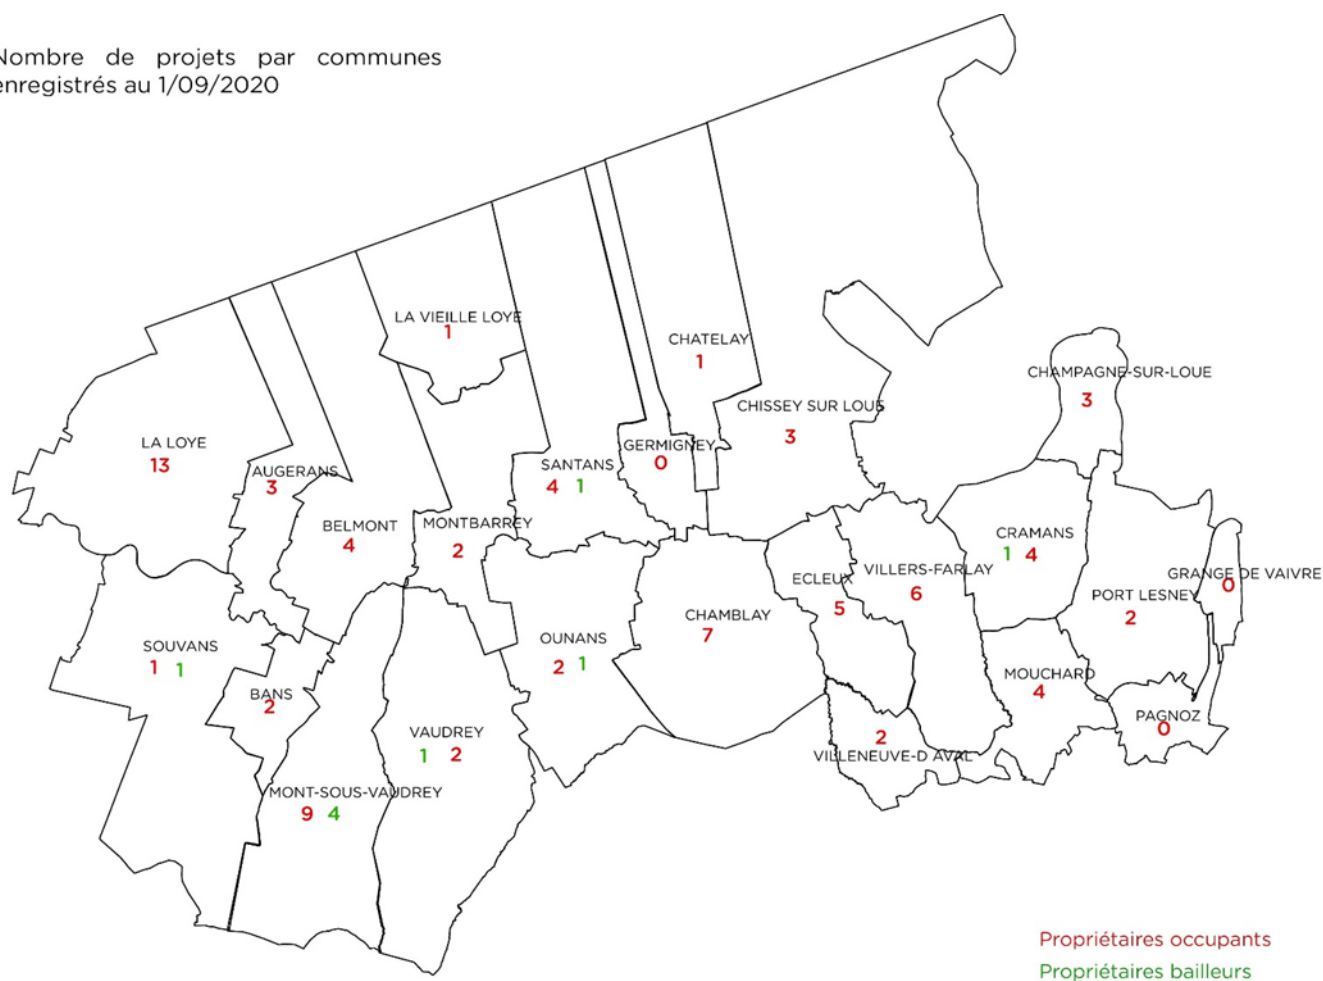 Nombre de projets par communes
enregistrés au 1/09/2020
LA VIEILLE LOYE
1
CHATELAY
1
CHAMPAGNE-SUR-LOUE
3
CHISSEY SUR LOUE
3
LA LOYE
13
GERMIGNEY
0
AUGERANS
3
SANTANS
4 1
BELMONT
4
MONTBARREY
2
CRAMANS
1 4
ECLEUX
5
VILLERS-FARLAY
6
GRANGE DE VAIVRE
0
PORT LESNEY
2
CHAMBLAY
7
OUNANS
2 1
SOUVANS
1 1
BANS
2
MOUCHARD
4
PAGNOZ
0
VAUDREY
1 2
2
VILLENEUVE-D AVAL
MONT-SOUS-VAUDREY
9 4
Propriétaires occupants
Propriétaires bailleurs